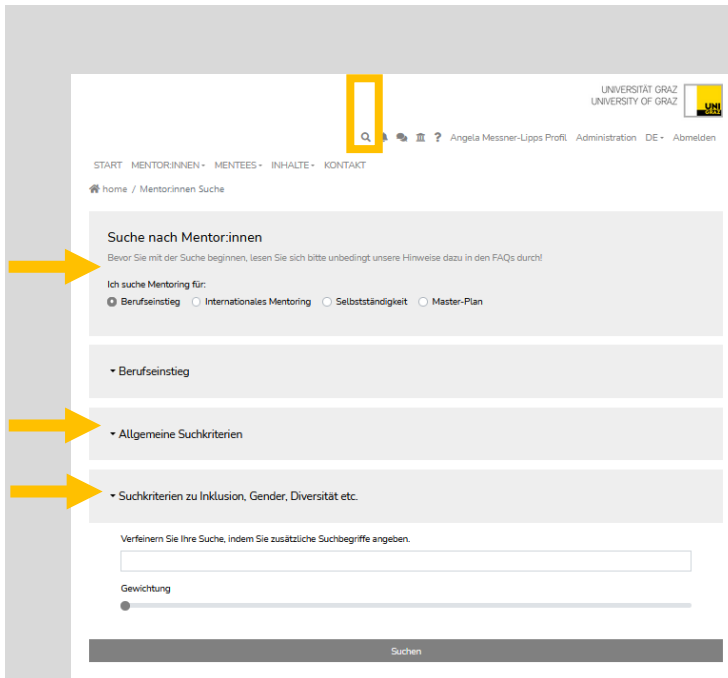 UNIVERSITÄT GRAZ
UNIVERSITY OF GRAZ
UNI
GRAZ
? Angela Messner-Lipps Profil Administration DE Abmelden
START MENTOR:INNEN MENTEES INHALTE KONTAKT
home / Mentor:innen Suche
Suche nach Mentor:innen
Bevor Sie mit der Suche beginnen, lesen Sie sich bitte unbedingt unsere Hinweise dazu in den FAQs durch!
Ich suche Mentoring für:
Berufseinstieg Internationales Mentoring Selbstständigkeit Master-Plan
Berufseinstieg
Allgemeine Suchkriterien
Suchkriterien zu Inklusion, Gender, Diversität etc.
Verfeinern Sie Ihre Suche, indem Sie zusätzliche Suchbegriffe angeben.
Gewichtung
Suchen